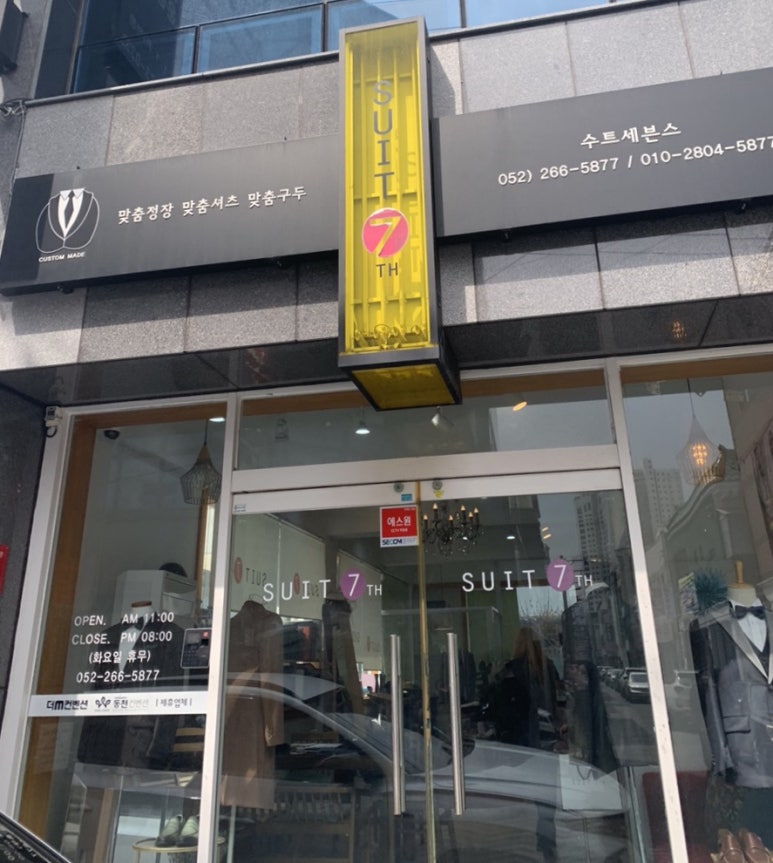 SUIT
7
TH
수트세븐스
052) 266-5877 / 010-2804-5877
맞춤정장 맞춤셔츠 맞춤구두
CUSTOM MADE
에스원
SECOM
SUIT 7 TH
SUIT 7 TH
OPEN. AM 11:00
CLOSE. PM 08:00
(화요일 휴무)
052-266-5877
더M컨벤션 동천컨벤션 [제휴업체]